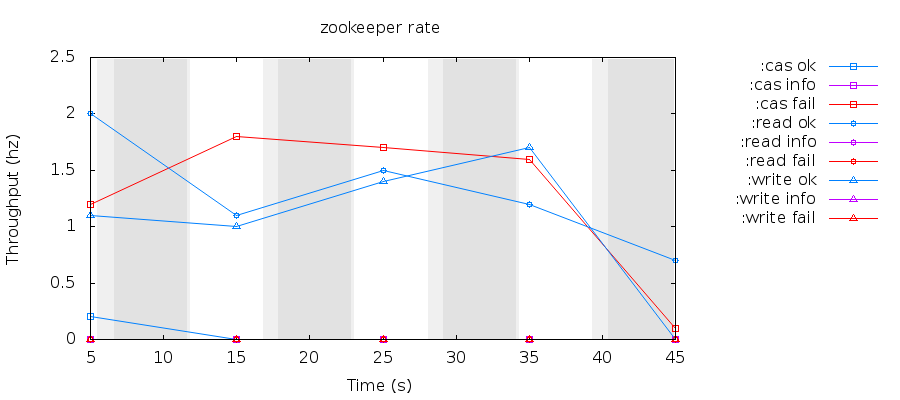 zookeeper rate
2.5
2
1.5
1
0.5
0
Throughput (hz)
5
10
15
20
25
30
35
40
45
Time (s)
:cas ok
:cas info
:cas fail
:read ok
:read info
:read fail
:write ok
:write info
:write fail